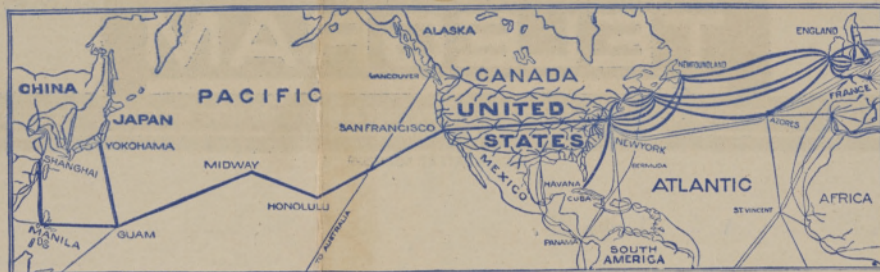 ALASKA
ENGLAND
NEWFOUNDLAND
VANCOUVER
CANADA
CHINA
PACIFIC
FRANCE
UNITED
JAPAN
SAN FRANCISCO
AZORES
STATES
NEW YORK
YOKOHAMA
SHANGHAI
MIDWAY
BERMUDA
MEXICO
HAVANA
ATLANTIC
CUBA
AFRICA
HONOLULU
ST VINCENT
MANILA
GUAM
TO AUSTRALIA
PANAMA
SOUTH
AMERICA